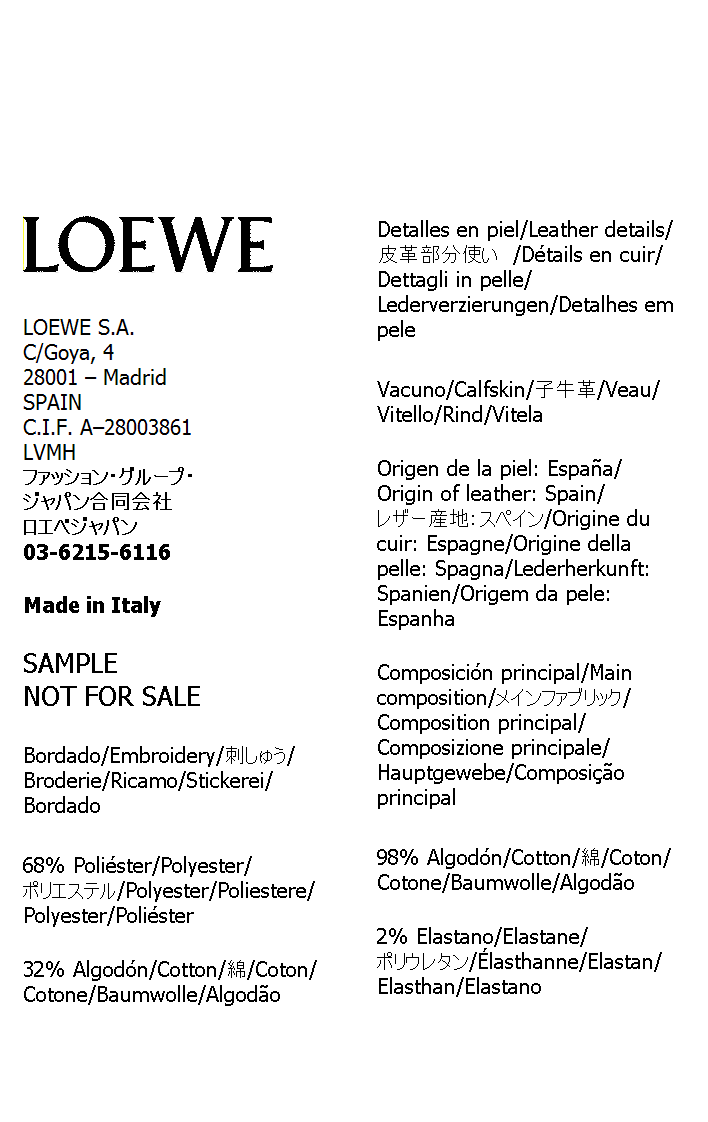 LOEWE
LOEWE S.A.
C/Goya, 4
28001 – Madrid
SPAIN
C.I.F. A–28003861
LVMH
ファッション・グループ・
ジャパン合同会社
ロエベジャパン
03-6215-6116
Made in Italy
SAMPLE
NOT FOR SALE
Bordado/Embroidery/刺しゅう/
Broderie/Ricamo/Stickerei/
Bordado
68% Poliéster/Polyester/
ポリエステル/Polyester/Poliestere/
Polyester/Poliéster
32% Algodón/Cotton/綿/Coton/
Cotone/Baumwolle/Algodão
Detalles en piel/Leather details/
皮革部分使い /Détails en cuir/
Dettagli in pelle/
Lederverzierungen/Detalhes em
pele
Vacuno/Calfskin/子牛革/Veau/
Vitello/Rind/Vitela
Origen de la piel: España/
Origin of leather: Spain/
レザー産地：スペイン/Origine du
cuir: Espagne/Origine della
pelle: Spagna/Lederherkunft:
Spanien/Origem da pele:
Espanha
Composición principal/Main
composition/メインファブリック/
Composition principal/
Composizione principale/
Hauptgewebe/Composição
principal
98% Algodón/Cotton/綿/Coton/
Cotone/Baumwolle/Algodão
2% Elastano/Elastane/
ポリウレタン/Élasthanne/Elastan/
Elasthan/Elastano